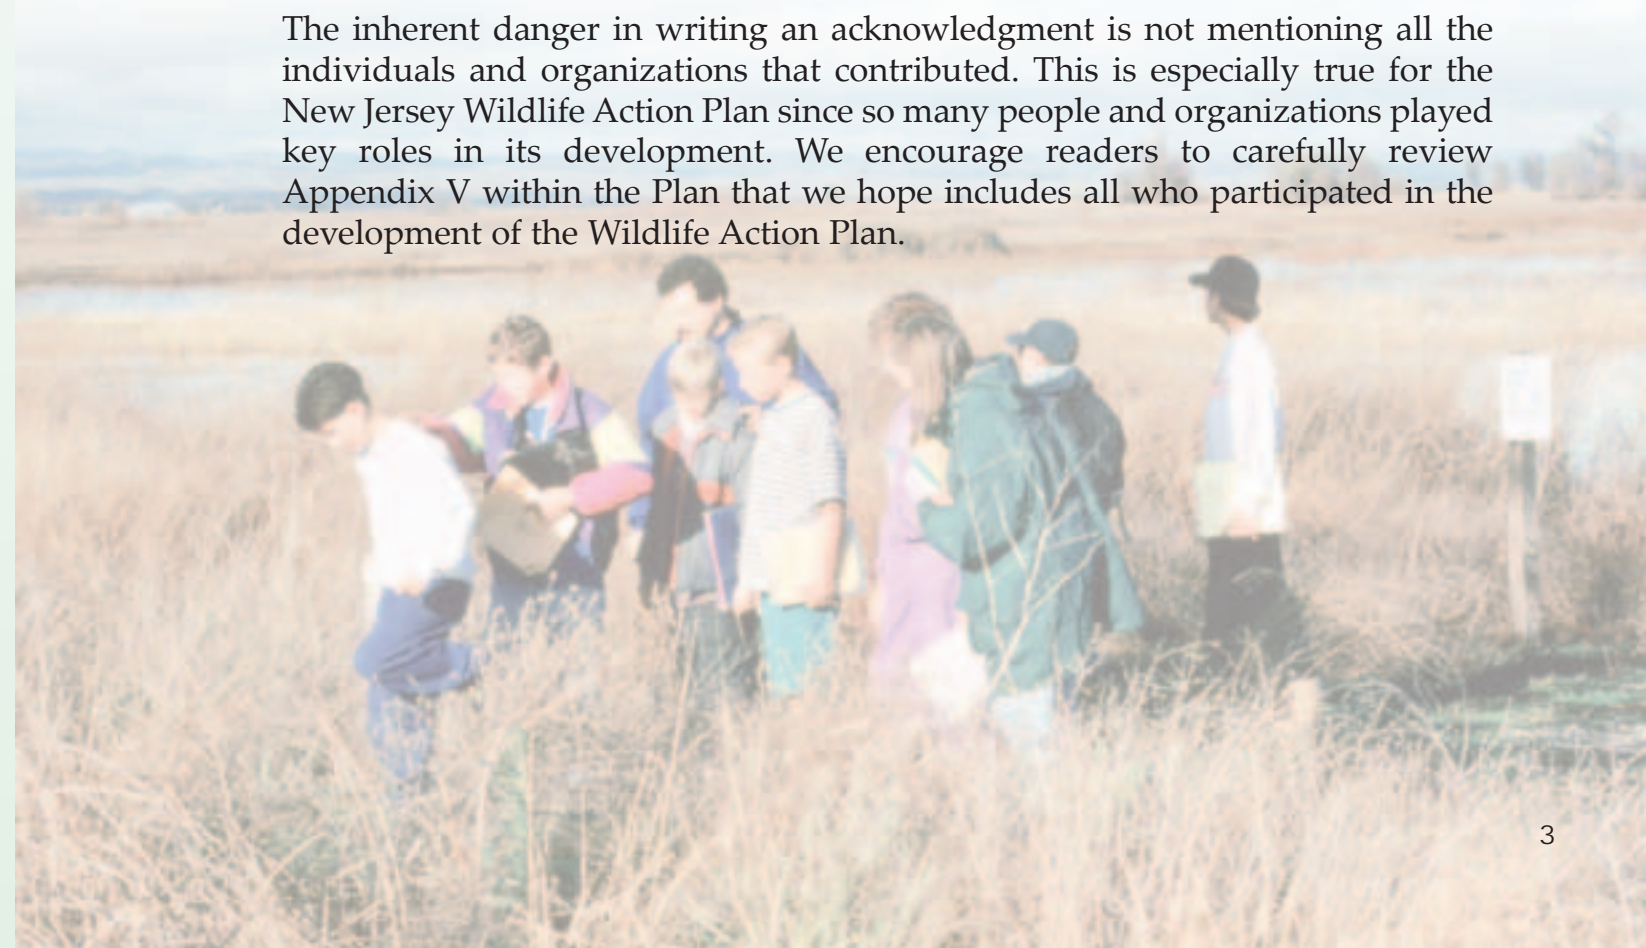 The inherent danger in writing an acknowledgment is not mentioning all the
individuals and organizations that contributed. This is especially true for the
New Jersey Wildlife Action Plan since so many people and organizations played
key roles in its development. We encourage readers to carefully review
Appendix V within the Plan that we hope includes all who participated in the
development of the Wildlife Action Plan.
3